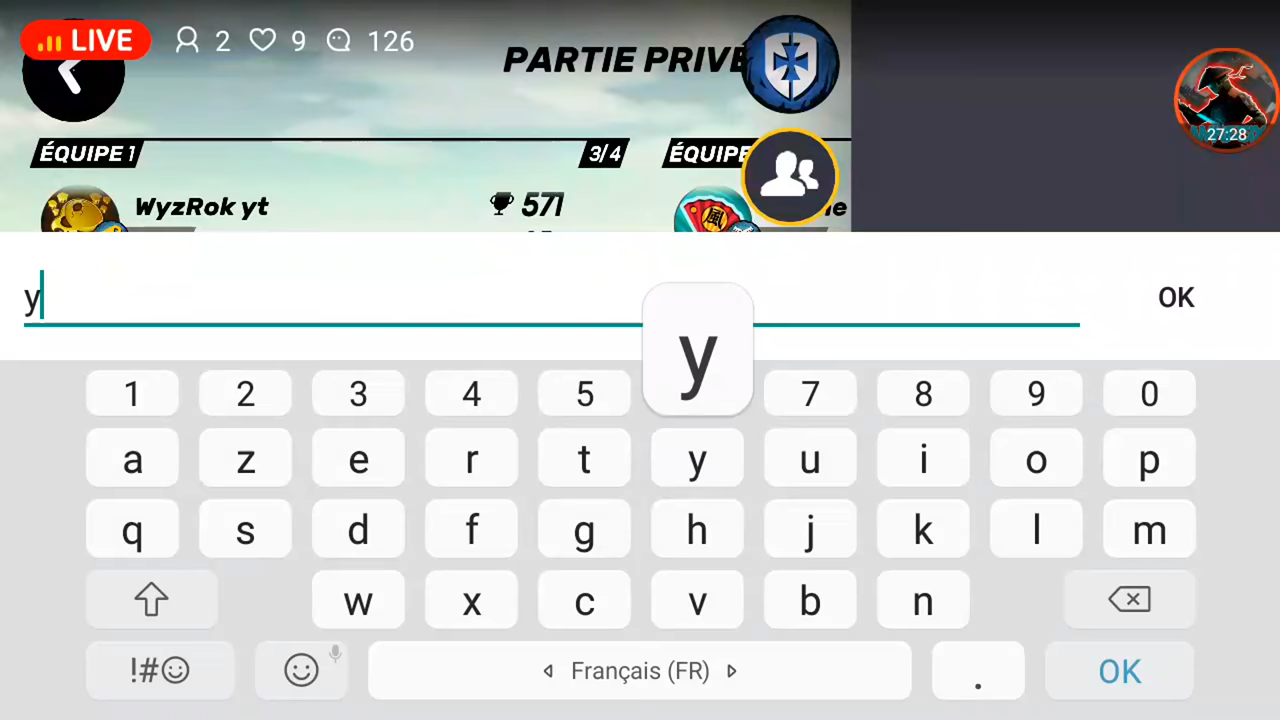 LIVE 2 9 126
PARTIE PRIVÉ
27:28
ÉQUIPE 1 3/4 ÉQUIPE
WyzRok yt 571
y OK
y
1 2 3 4 5 7 8 9 0
a z e r t y u i o p
q s d f g h j k l m
w x c v b n
!#☺ Français (FR) . OK